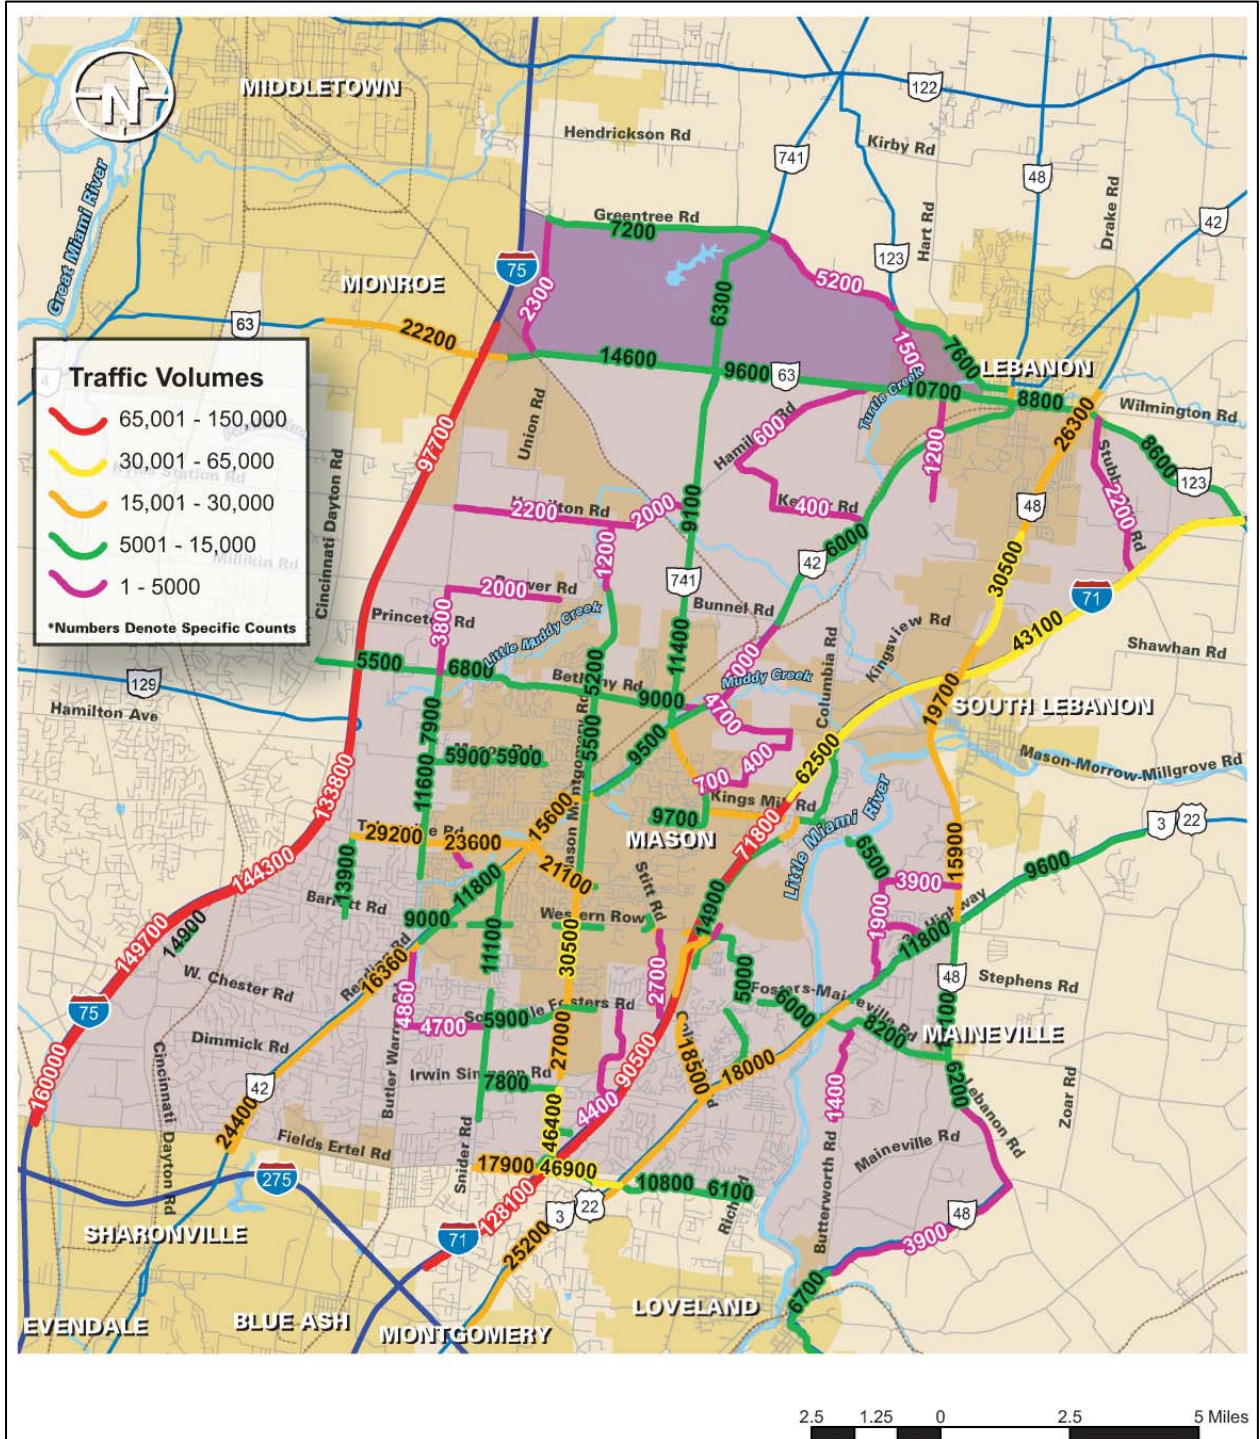 N
MIDDLETOWN
122
Hendrickson Rd
Kirby Rd
741
48
Great Miami River
Hart Rd
Drake Rd
42
Greentree Rd
7200
123
75
MONROE
5200
2300
6300
63
22200
1500
7600
LEBANON
14600
9600
63
10700
8800
Wilmington Rd
Traffic Volumes
65,001 - 150,000
30,001 - 65,000
15,001 - 30,000
5001 - 15,000
1 - 5000
*Numbers Denote Specific Counts
4
Millikin Rd
Cincinnati Dayton Rd
97700
Union Rd
Turtle Creek
600
1200
26300
8600
123
2200
2200
2000
9100
400
48
6000
1200
42
30500
2000
741
71
Bunnel Rd
3800
Little Muddy Creek
11400
Columbia Rd
Kingsview Rd
43100
Shawhan Rd
5500
6800
5200
9000
4700
Muddy Creek
19700
SOUTH LEBANON
129
Hamilton Ave
7900
5500
9500
62500
Mason-Morrow-Millgrove Rd
5900
5900
400
700
133800
11600
15600
9700
MASON
71800
Little Miami River
3
22
29200
23600
15900
9600
6500
144300
13900
21100
11800
Stitt Rd
3900
9000
14900
1900
11800
149700
14900
11100
30500
Western Row
W. Chester Rd
16360
2700
5000
48
Stephens Rd
75
4860
4700
5900
6000
8200
MAINEVILLE
Dimmick Rd
27000
90500
18500
18000
6200
160000
42
7800
4400
1400
Lebanon Rd
Zoar Rd
24400
46400
Cincinnati Dayton Rd
Fields Ertel Rd
Snider Rd
Maineville Rd
17900
46900
10800
6100
Butterworth Rd
275
SHARONVILLE
128100
3
22
48
71
25200
3900
6700
EVENDALE
BLUE ASH
MONTGOMERY
LOVELAND
2.5 1.25 0 2.5 5 Miles